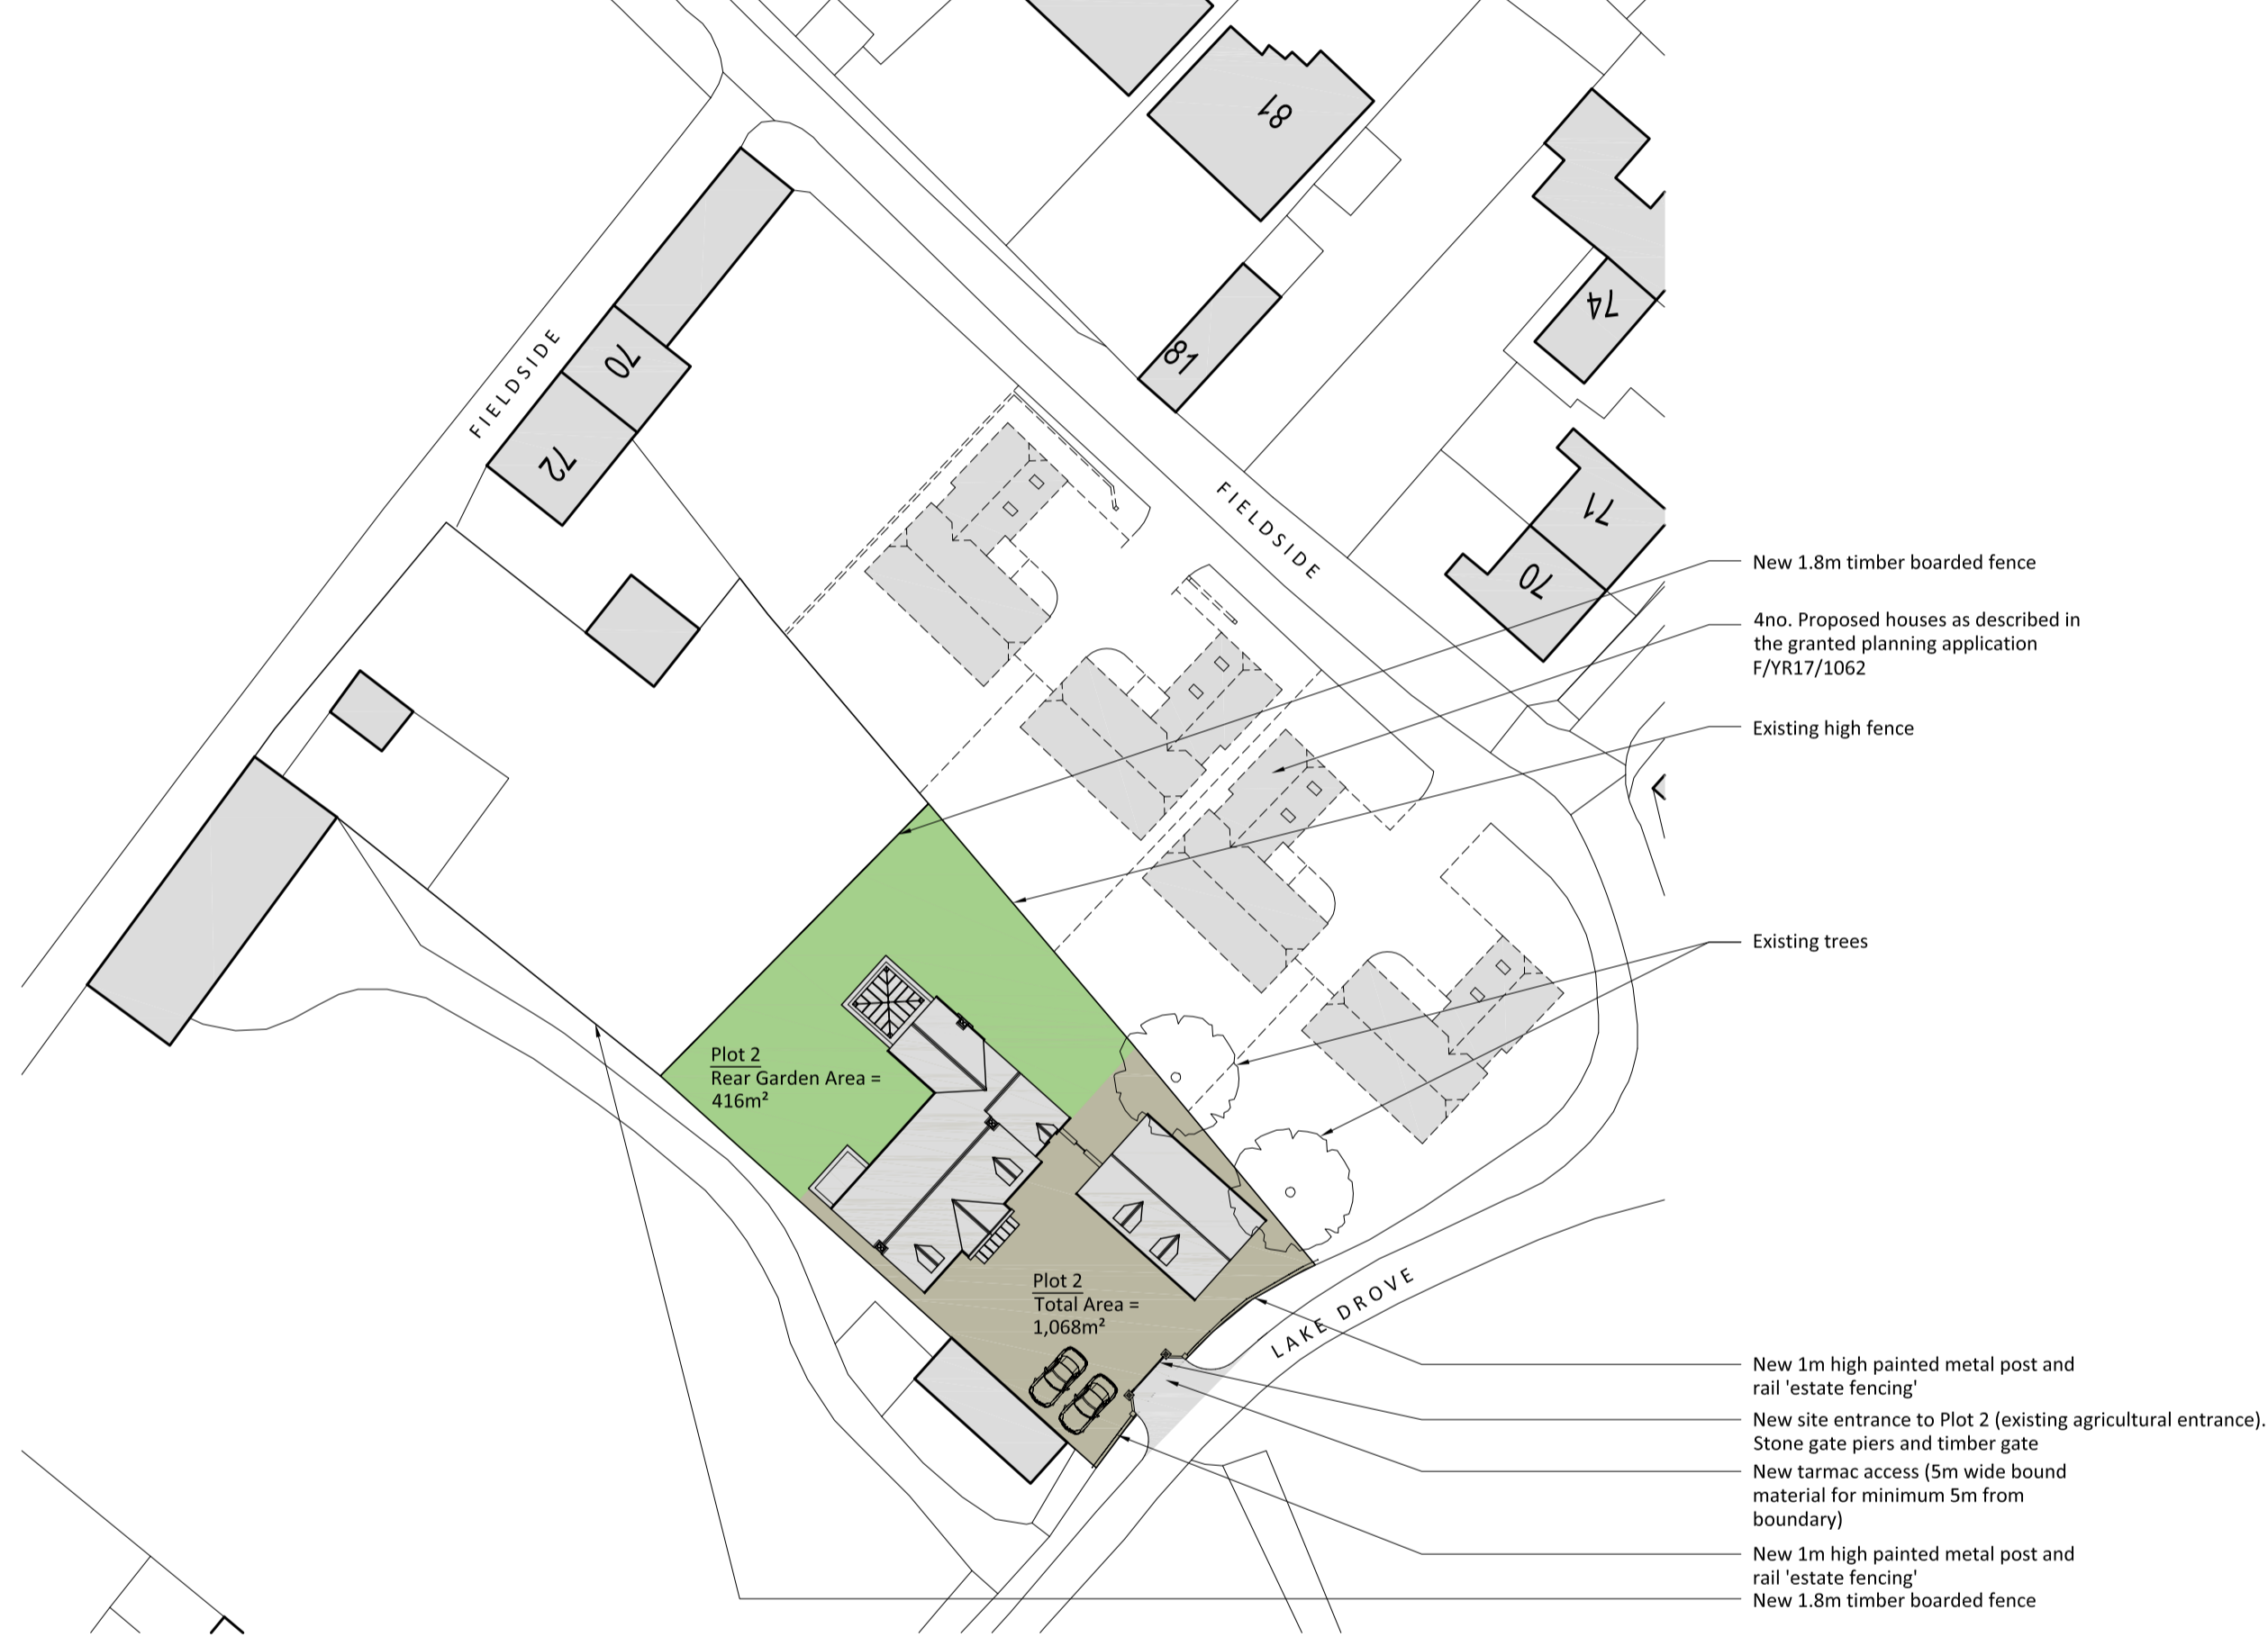 81
FIELDSIDE
74
81
70
72
FIELDSIDE
71
70
New 1.8m timber boarded fence
4no. Proposed houses as described in
the granted planning application
F/YR17/1062
Existing high fence
Existing trees
Plot 2
Rear Garden Area =
416m²
Plot 2
Total Area =
1,068m²
LAKE DROVE
New 1m high painted metal post and
rail 'estate fencing'
New site entrance to Plot 2 (existing agricultural entrance).
Stone gate piers and timber gate
New tarmac access (5m wide bound
material for minimum 5m from
boundary)
New 1m high painted metal post and
rail 'estate fencing'
New 1.8m timber boarded fence